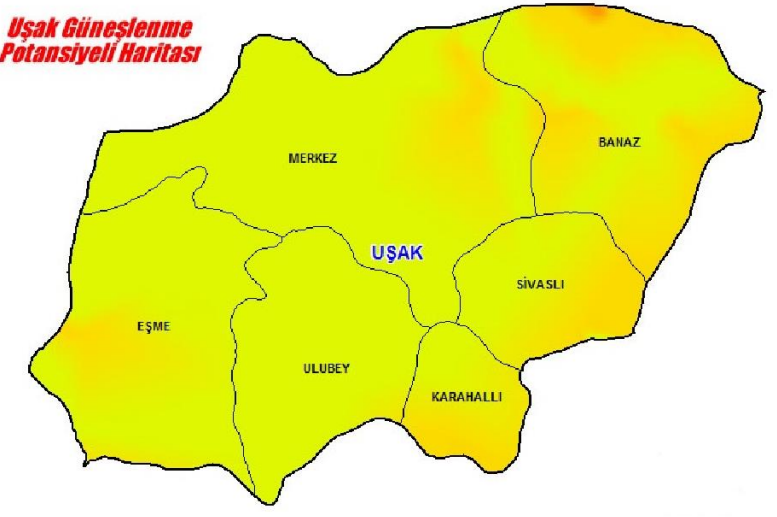 Uşak Güneşlenme
Potansiyeli Haritası
BANAZ
MERKEZ
UŞAK
SİVASLI
EŞME
ULUBEY
KARAHALLI